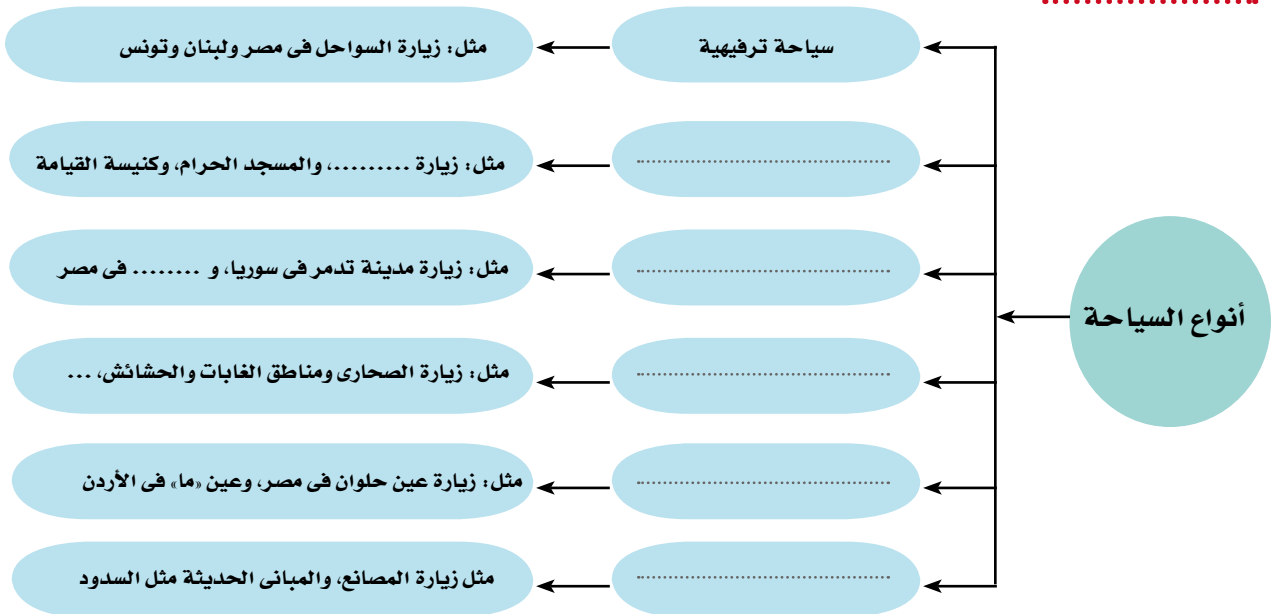 أنواع السياحة
سياحة ترفيهية
مثل: زيارة السواحل فى مصر ولبنان وتونس
................................
مثل: زيارة .........، والمسجد الحرام، وكنيسة القيامة
................................
مثل: زيارة مدينة تدمر فى سوريا، و ........ فى مصر
................................
مثل: زيارة الصحارى ومناطق الغابات والحشائش، ...
................................
مثل: زيارة عين حلوان فى مصر، وعين «ما» فى الأردن
................................
مثل زيارة المصانع، والمبانى الحديثة مثل السدود